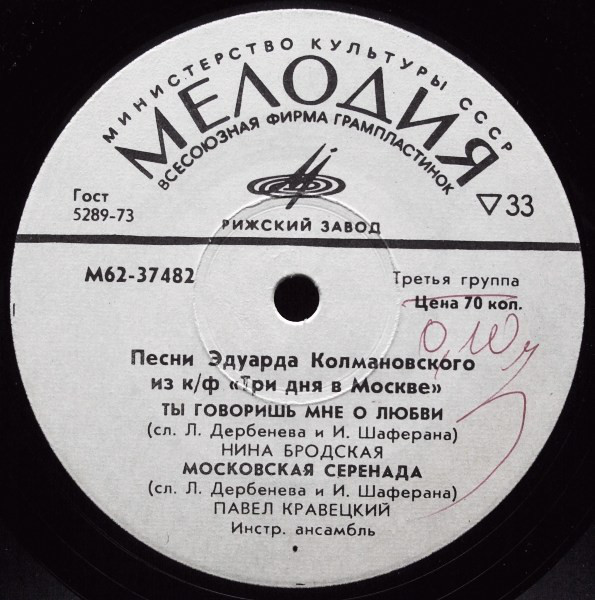 МИНИСТЕРСТВО КУЛЬТУРЫ СССР
МЕЛОДИЯ
ВСЕСОЮЗНАЯ ФИРМА ГРАМПЛАСТИНОК
Гост
5289-73
33
РИЖСКИЙ ЗАВОД
М62-37482
Третья группа
Цена 70 коп.
0,10
Песни Эдуарда Колмановского
из к/ф «Три дня в Москве»
ТЫ ГОВОРИШЬ МНЕ О ЛЮБВИ
(сл. Л. Дербенева и И. Шаферана)
НИНА БРОДСКАЯ
МОСКОВСКАЯ СЕРЕНАДА
(сл. Л. Дербенева и И. Шаферана)
ПАВЕЛ КРАВЕЦКИЙ
Инстр. ансамбль